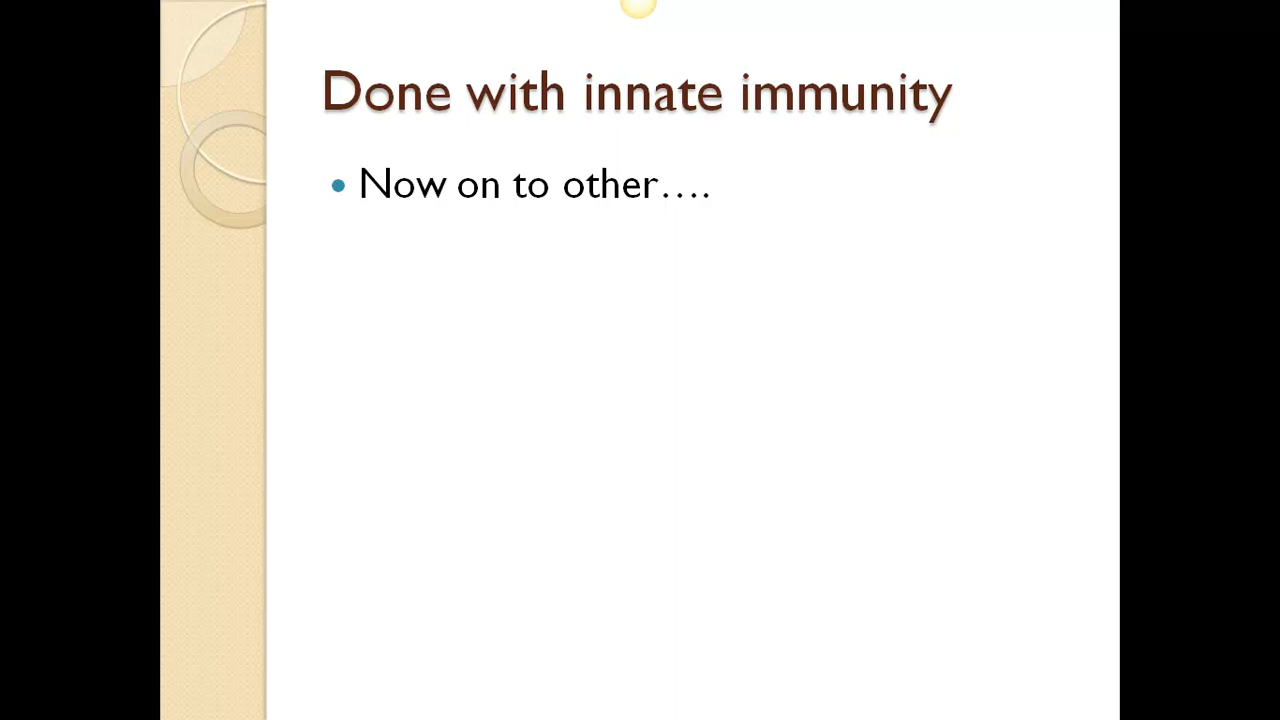 Done with innate immunity
• Now on to other….